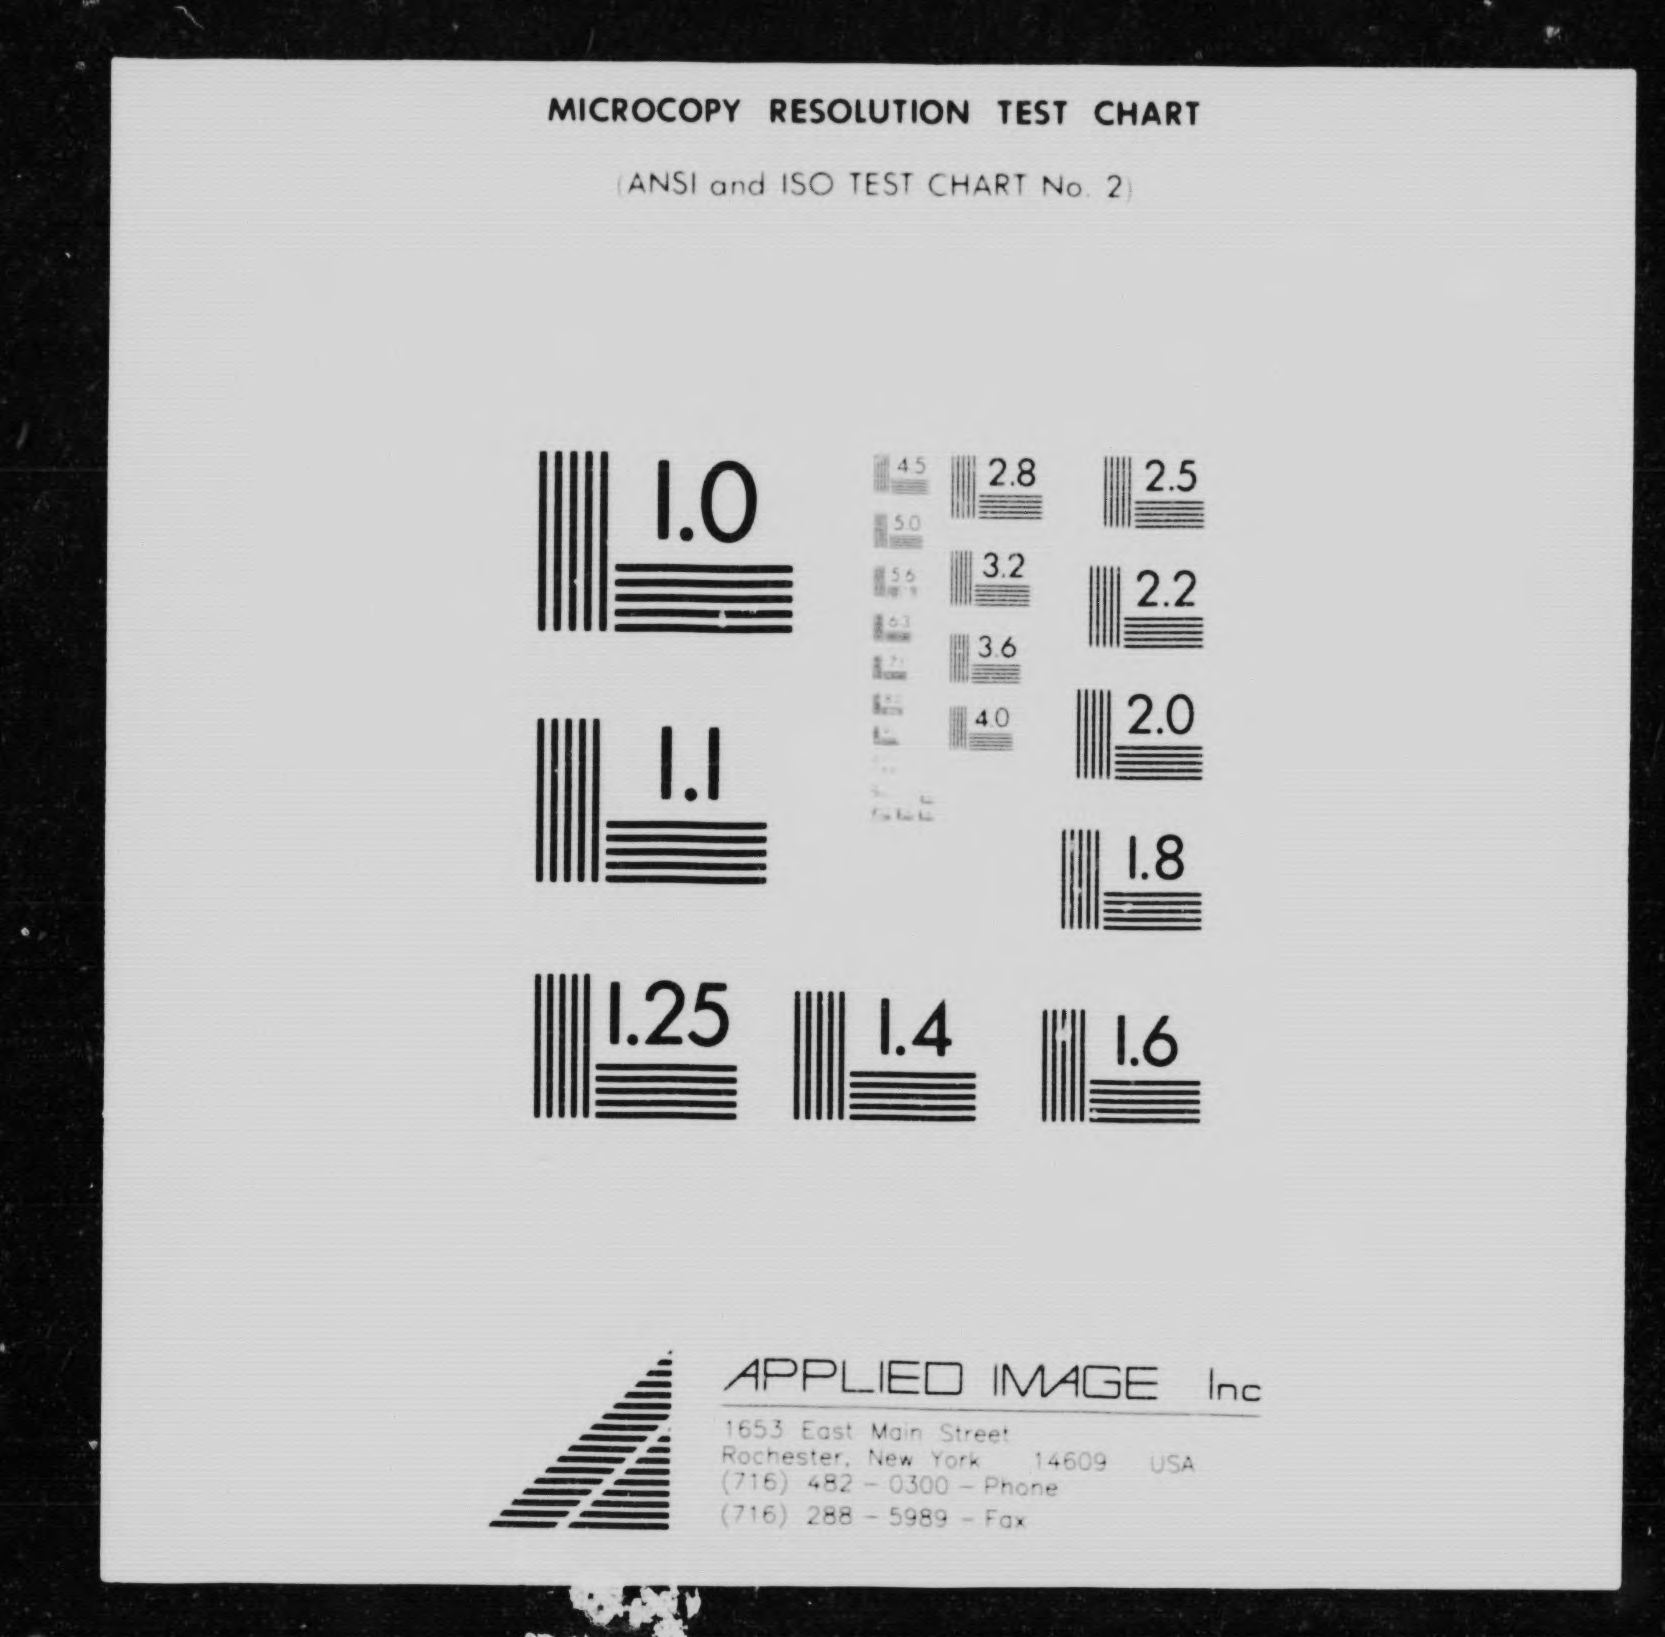 MICROCOPY RESOLUTION TEST CHART
(ANSI and ISO TEST CHART No. 2)
1.0
1.1
1.25
1.4
1.6
1.8
2.0
2.2
2.5
2.8
3.2
3.6
4.0
4.5
5.0
5.6
6.3
7.1
APPLIED IMAGE Inc
1653 East Main Street
Rochester, New York 14609 USA
(716) 482 - 0300 - Phone
(716) 288 - 5989 - Fax